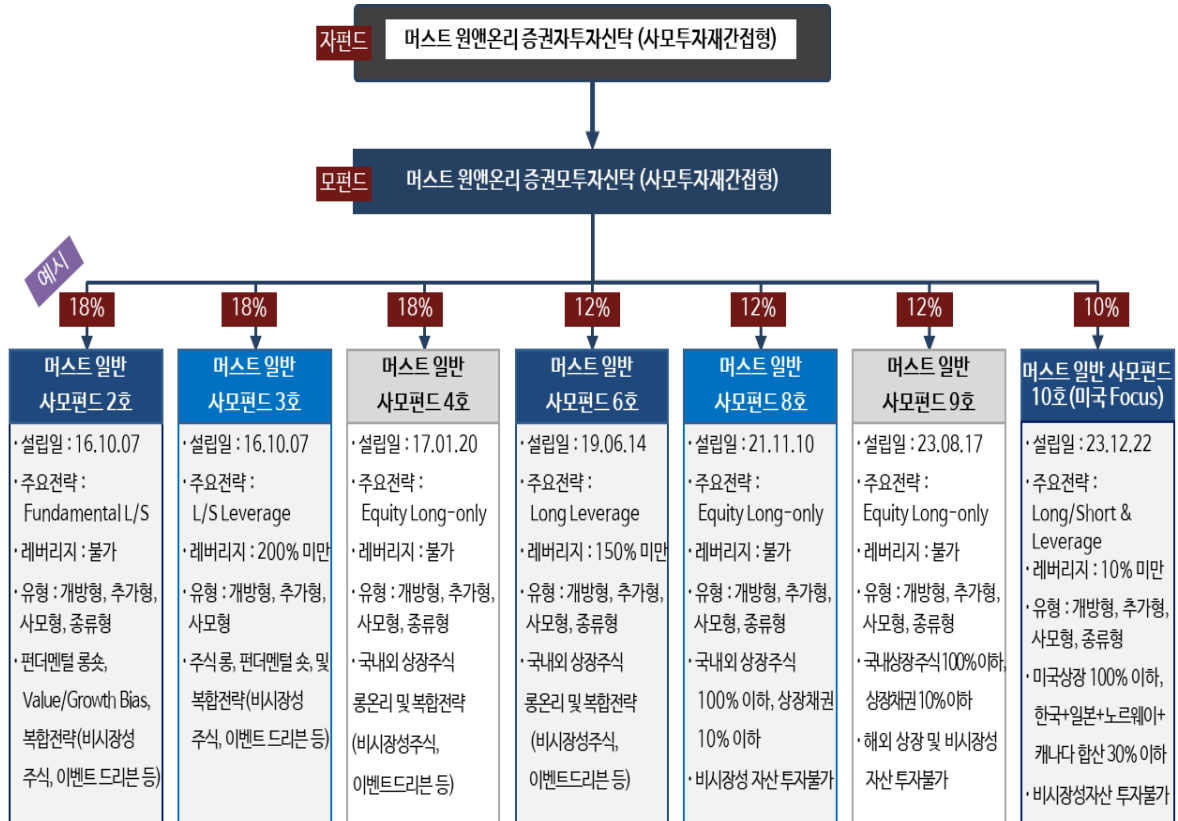 자펀드
머스트 원앤온리 증권자투자신탁 (사모투자재간접형)
모펀드
머스트 원앤온리 증권모투자신탁 (사모투자재간접형)
예시
18%
18%
18%
12%
12%
12%
10%
머스트 일반
사모펀드 2호
· 설립일 : 16.10.07
· 주요전략 :
Fundamental L/S
· 레버리지 : 불가
· 유형 : 개방형, 추가형,
사모형, 종류형
· 펀더멘털 롱숏,
Value/Growth Bias,
복합전략(비시장성
주식, 이벤트 드리븐 등)
머스트 일반
사모펀드 3호
· 설립일 : 16.10.07
· 주요전략 :
L/S Leverage
· 레버리지 : 200% 미만
· 유형 : 개방형, 추가형,
사모형
· 주식 롱, 펀더멘털 숏, 및
복합전략(비시장성
주식, 이벤트 드리븐 등)
머스트 일반
사모펀드 4호
· 설립일 : 17.01.20
· 주요전략 :
Equity Long-only
· 레버리지 : 불가
· 유형 : 개방형, 추가형,
사모형, 종류형
· 국내외 상장주식
롱온리 및 복합전략
(비시장성주식,
이벤트드리븐 등)
머스트 일반
사모펀드 6호
· 설립일 : 19.06.14
· 주요전략 :
Long Leverage
· 레버리지 : 150% 미만
· 유형 : 개방형, 추가형,
사모형, 종류형
· 국내외 상장주식
롱온리 및 복합전략
(비시장성주식,
이벤트드리븐 등)
머스트 일반
사모펀드 8호
· 설립일 : 21.11.10
· 주요전략 :
Equity Long-only
· 레버리지 : 불가
· 유형 : 개방형, 추가형,
사모형, 종류형
· 국내외 상장주식
100% 이하, 상장채권
10% 이하
· 비시장성 자산 투자불가
머스트 일반
사모펀드 9호
· 설립일 : 23.08.17
· 주요전략 :
Equity Long-only
· 레버리지 : 불가
· 유형 : 개방형, 추가형,
사모형, 종류형
· 국내상장주식 100% 이하,
상장채권 10% 이하
· 해외 상장 및 비시장성
자산 투자불가
머스트 일반 사모펀드
10호 (미국 Focus)
· 설립일 : 23.12.22
· 주요전략 :
Long/Short &
Leverage
· 레버리지 : 10% 미만
· 유형 : 개방형, 추가형,
사모형, 종류형
· 미국상장 100% 이하,
한국+일본+노르웨이+
캐나다 합산 30% 이하
· 비시장성자산 투자불가